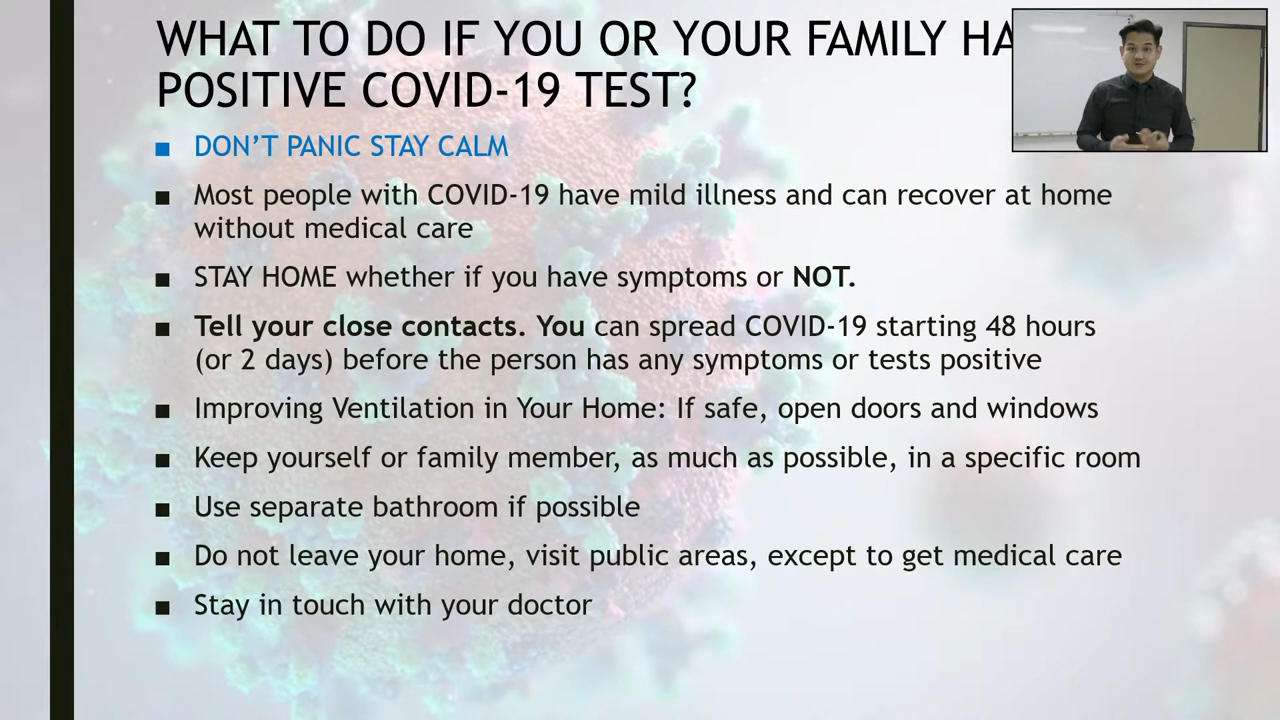 WHAT TO DO IF YOU OR YOUR FAMILY
POSITIVE COVID-19 TEST?
DON'T PANIC STAY CALM
Most people with COVID-19 have mild illness and can recover at home
without medical care
STAY HOME whether if you have symptoms or NOT.
Tell your close contacts. You can spread COVID-19 starting 48 hours
(or 2 days) before the person has any symptoms or tests positive
Improving Ventilation in Your Home: If safe, open doors and windows
Keep yourself or family member, as much as possible, in a specific room
Use separate bathroom if possible
Do not leave your home, visit public areas, except to get medical care
Stay in touch with your doctor